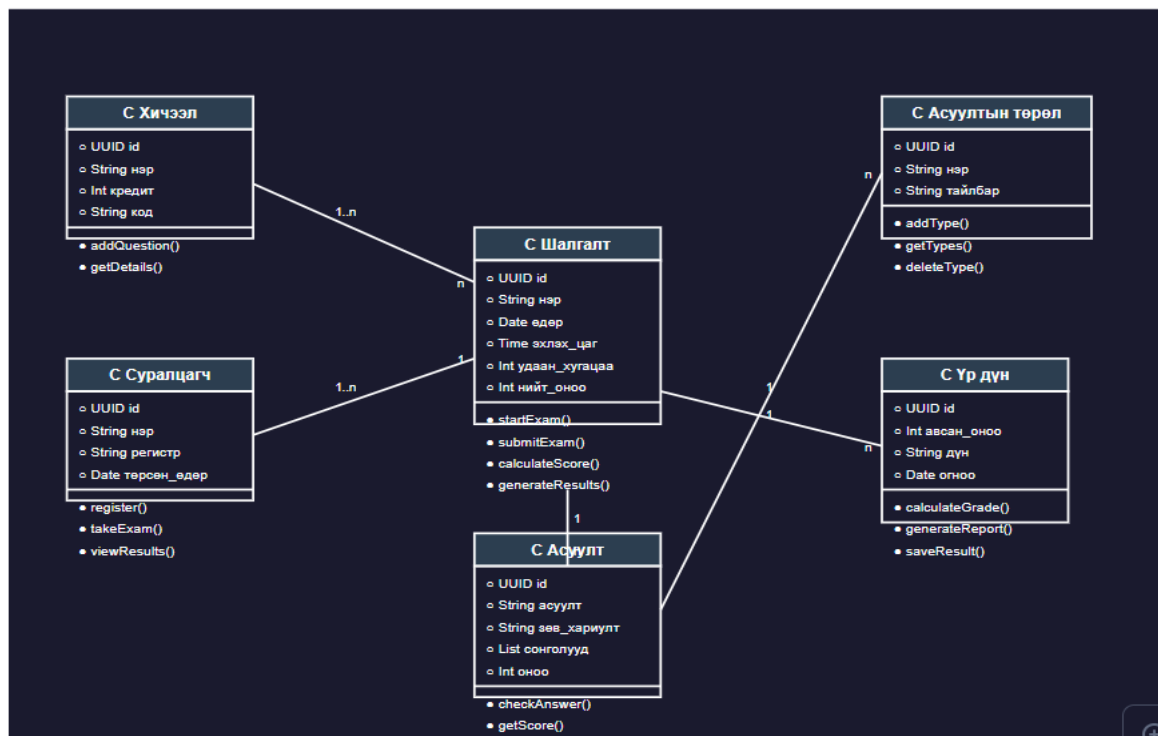 C Хичээл
○ UUID id
○ String нэр
○ Int кредит
○ String код
● addQuestion()
● getDetails()
C Асуултын төрөл
○ UUID id
○ String нэр
○ String тайлбар
● addType()
● getTypes()
● deleteType()
C Шалгалт
○ UUID id
○ String нэр
○ Date өдөр
○ Time эхлэх_цаг
○ Int удаан_хугацаа
○ Int нийт_оноо
● startExam()
● submitExam()
● calculateScore()
● generateResults()
C Суралцагч
○ UUID id
○ String нэр
○ String регистр
○ Date төрсөн_өдөр
● register()
● takeExam()
● viewResults()
C Үр дүн
○ UUID id
○ Int авсан_оноо
○ String дүн
○ Date огноо
● calculateGrade()
● generateReport()
● saveResult()
C Асуулт
○ UUID id
○ String асуулт
○ String зөв_хариулт
○ List сонголууд
○ Int оноо
● checkAnswer()
● getScore()
1..n
n
1..n
1
1
n
1
n
1